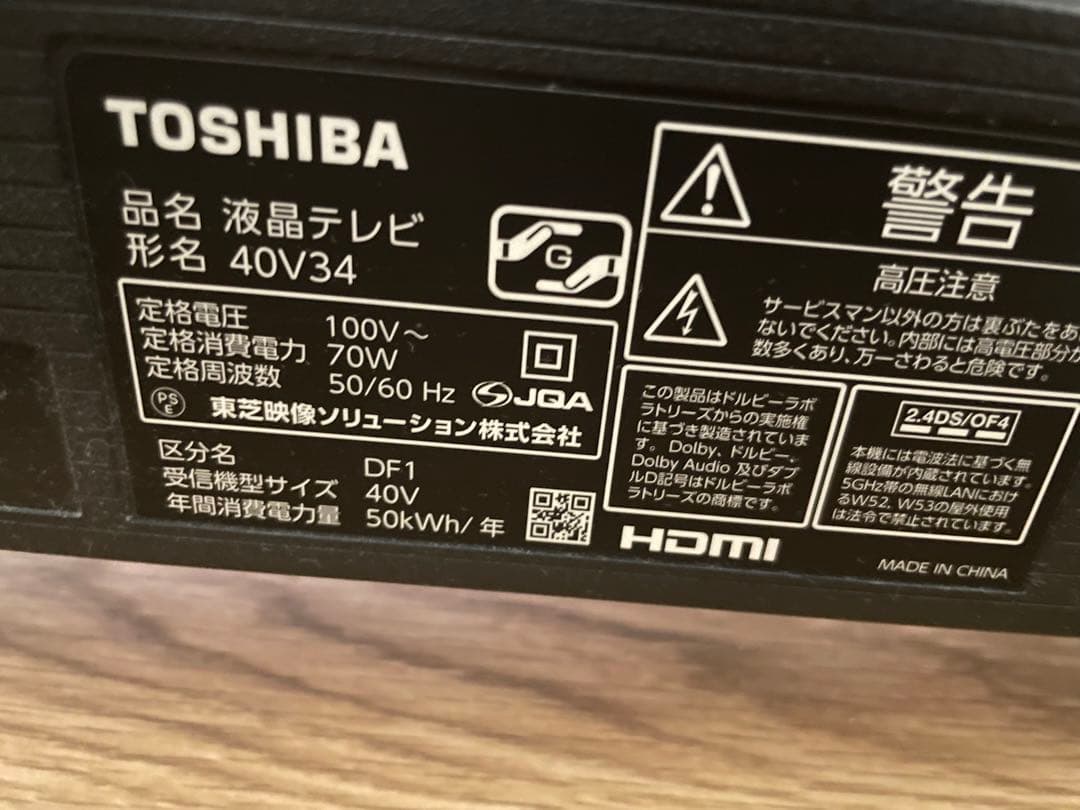 TOSHIBA
品名 液晶テレビ
形名 40V34
G
定格電圧 100V～
定格消費電力 70W
定格周波数 50/60 Hz
JQA
PS
E
東芝映像ソリューション株式会社
区分名 DF1
受信機型サイズ 40V
年間消費電力量 50kWh/年
警告
高圧注意
サービスマン以外の方は裏ぶたをあ
ないでください。内部には高電圧部分が
数多くあり、万一さわると危険です。
この製品はドルビーラボ
ラトリーズからの実施権
に基づき製造されていま
す。Dolby、ドルビー、
Dolby Audio 及びダブ
ルD記号はドルビーラボ
ラトリーズの商標です。
2.4DS/OF4
本機には電波法に基づく無
線設備が内蔵されています。
5GHz帯の無線LANにおけ
るW52、W53の屋外使用
は法令で禁止されています。
HDMI
MADE IN CHINA